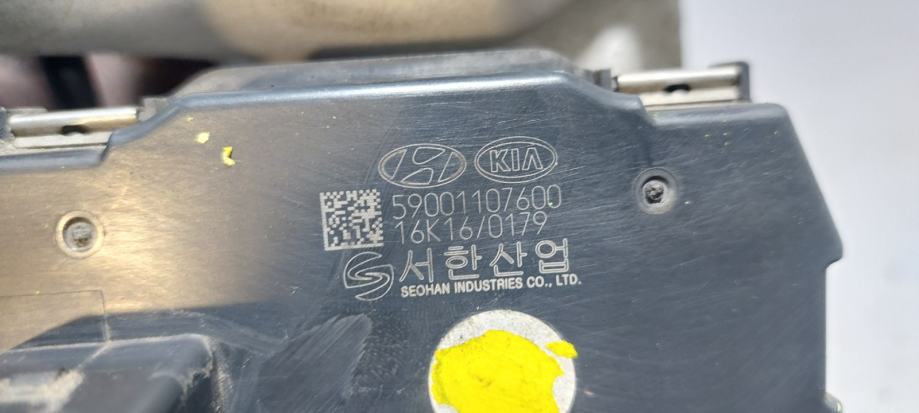 KIA
59001107600
16K16/0179
서한산업
SEOHAN INDUSTRIES CO., LTD.